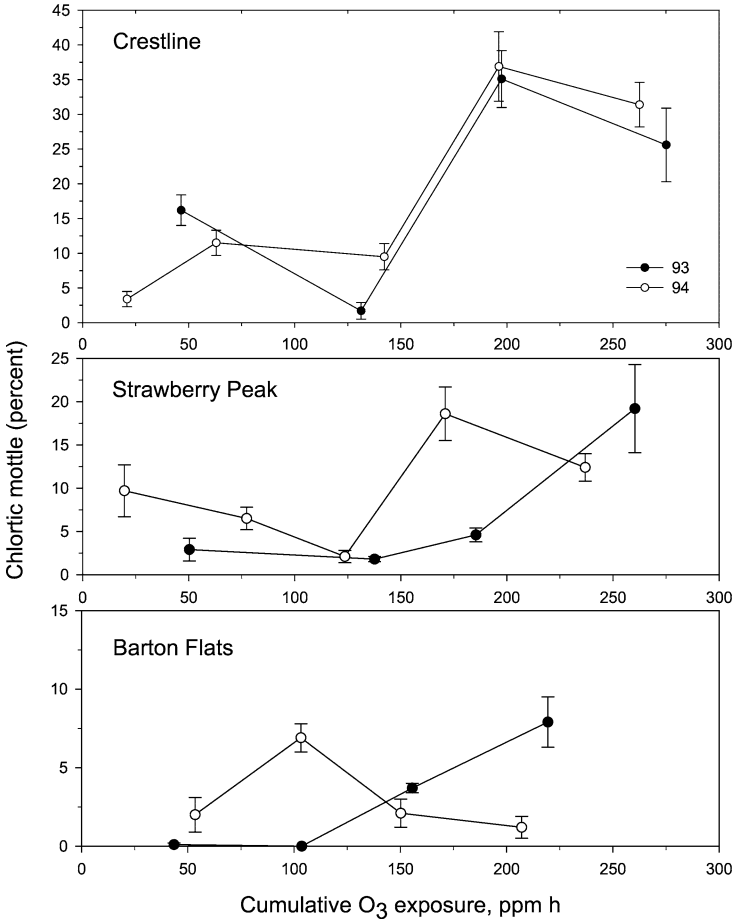 45
40
35
30
25
20
15
10
5
0
Crestline
93
94
0 50 100 150 200 250 300
25
20
15
10
5
0
Strawberry Peak
0 50 100 150 200 250 300
15
10
5
0
Barton Flats
0 50 100 150 200 250 300
Chlortic mottle (percent)
Cumulative O3 exposure, ppm h